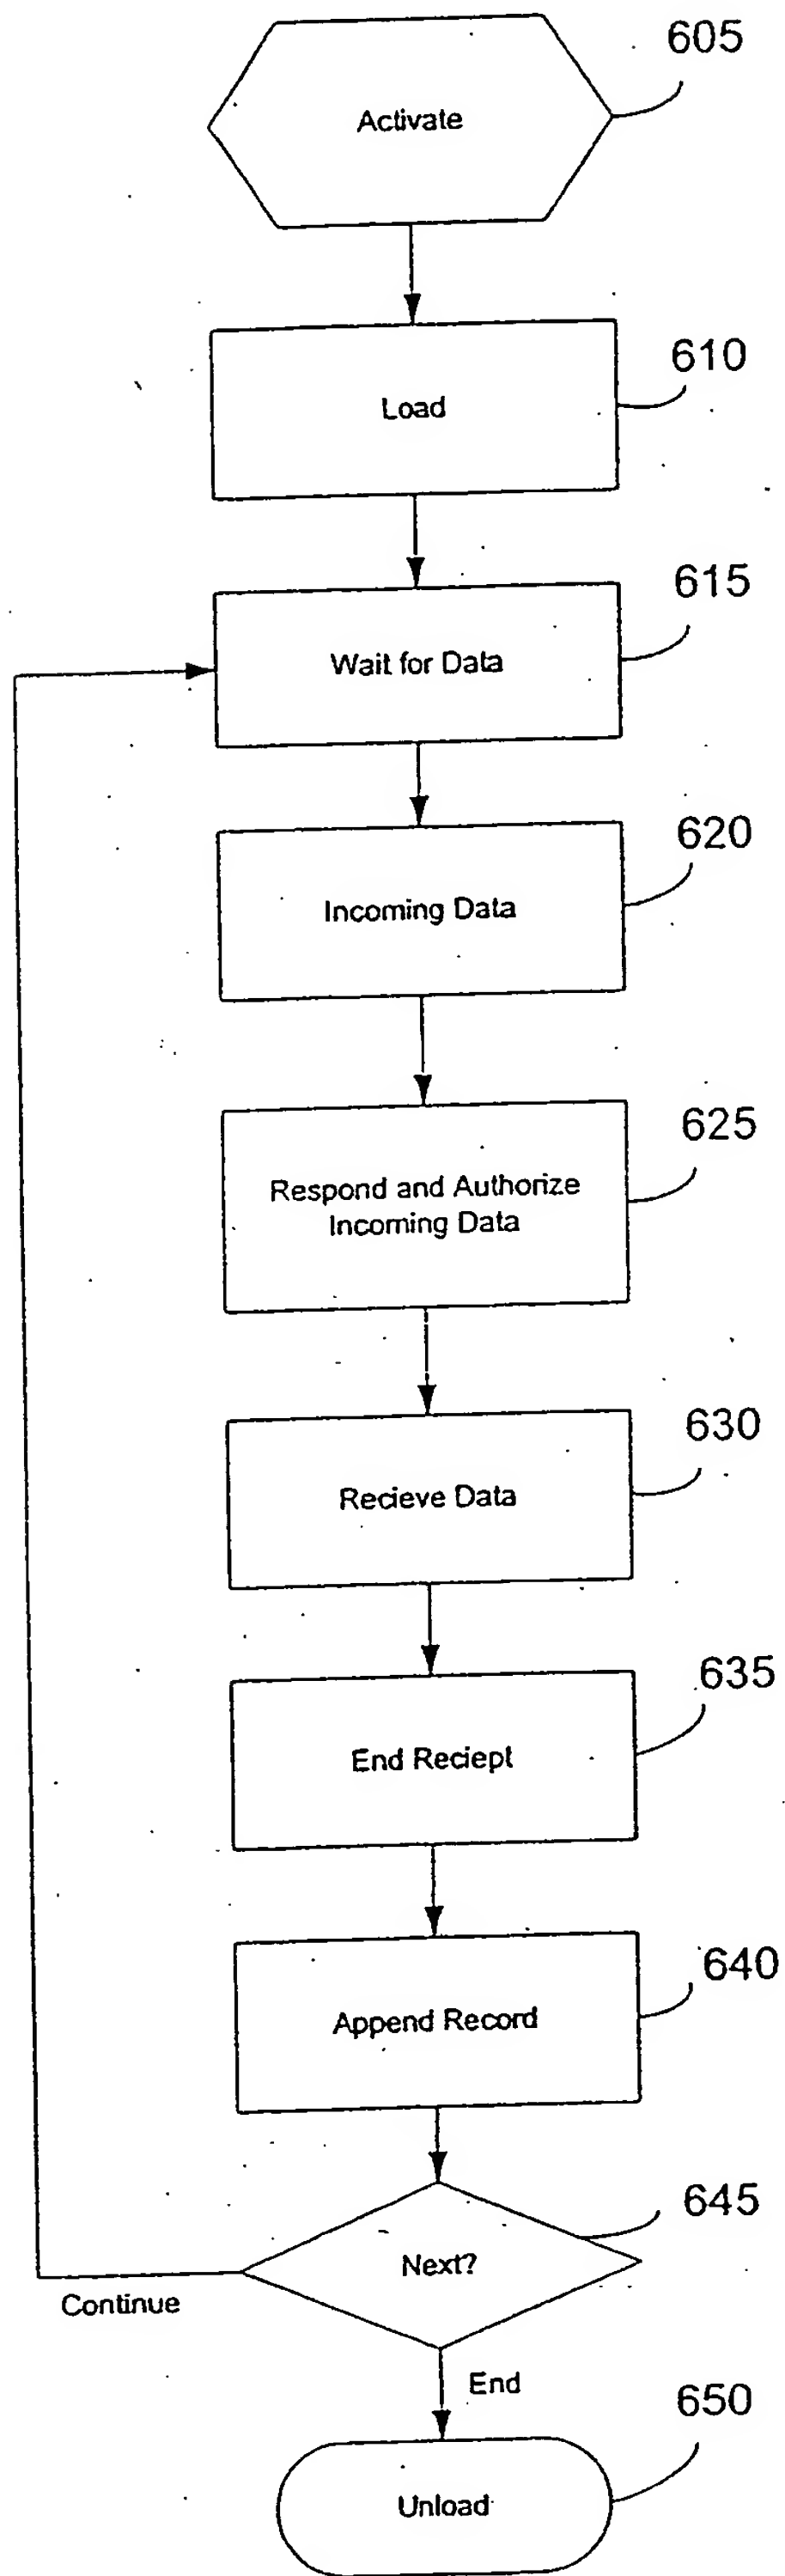 605
Activate
610
Load
615
Wait for Data
620
Incoming Data
625
Respond and Authorize
Incoming Data
630
Recieve Data
635
End Reciept
640
Append Record
645
Next?
Continue
End
650
Unload